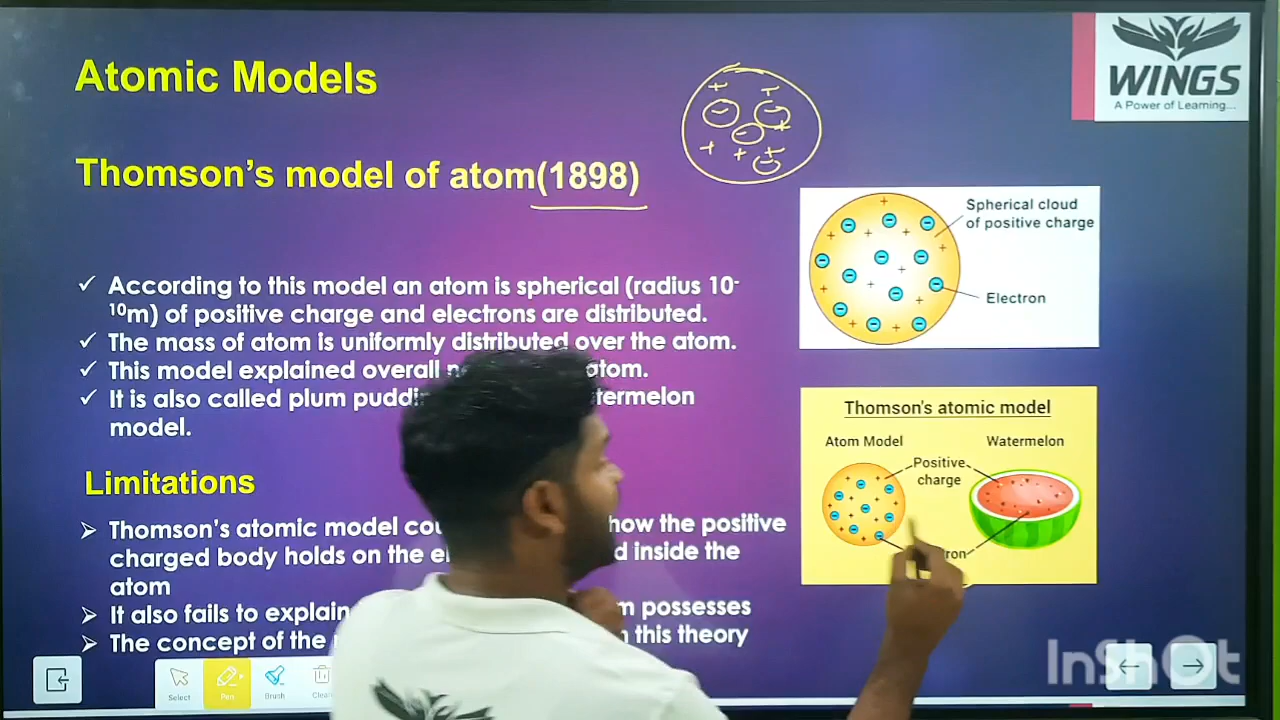 Atomic Models
WINGS
A Power of Learning...
Thomson's model of atom(1898)
Spherical cloud
of positive charge
Electron
✓ According to this model an atom is spherical (radius 10-
10m) of positive charge and electrons are distributed.
✓ The mass of atom is uniformly distributed over the atom.
✓ This model explained overall atom.
✓ It is also called plum
model.
Thomson's atomic model
Atom Model
Watermelon
Positive
charge
Limitations
➢ Thomson's atomic model how the positive
charged body holds on the inside the
atom
➢ It also fails to explain possesses
➢ The concept of the this theory
Select
Pen
Brush
InShOt